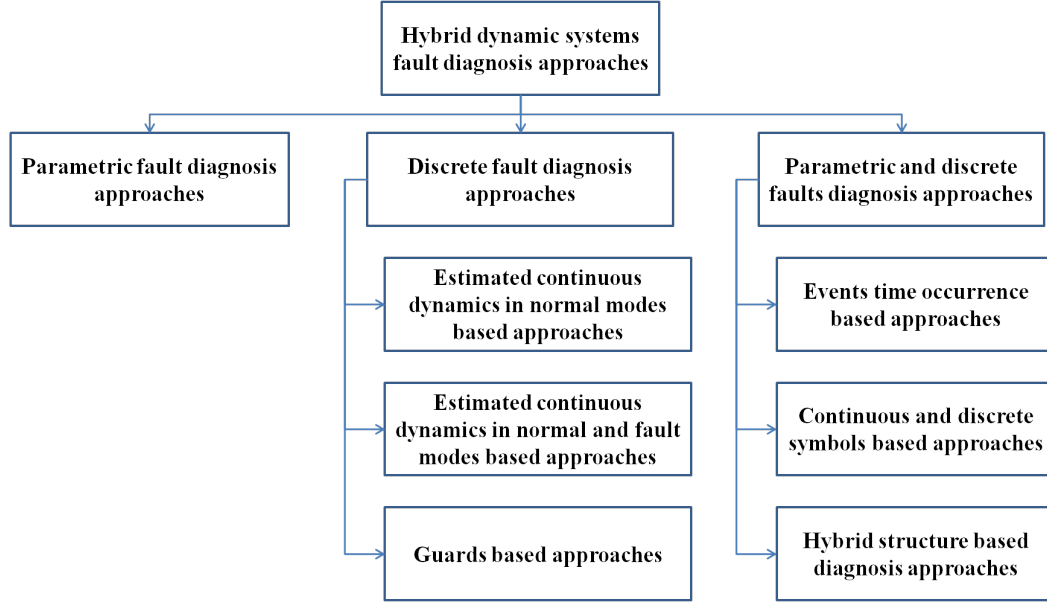 Hybrid dynamic systems
fault diagnosis approaches
Parametric fault diagnosis
approaches
Discrete fault diagnosis
approaches
Parametric and discrete
faults diagnosis approaches
Estimated continuous
dynamics in normal modes
based approaches
Events time occurrence
based approaches
Estimated continuous
dynamics in normal and fault
modes based approaches
Continuous and discrete
symbols based approaches
Guards based approaches
Hybrid structure based
diagnosis approaches